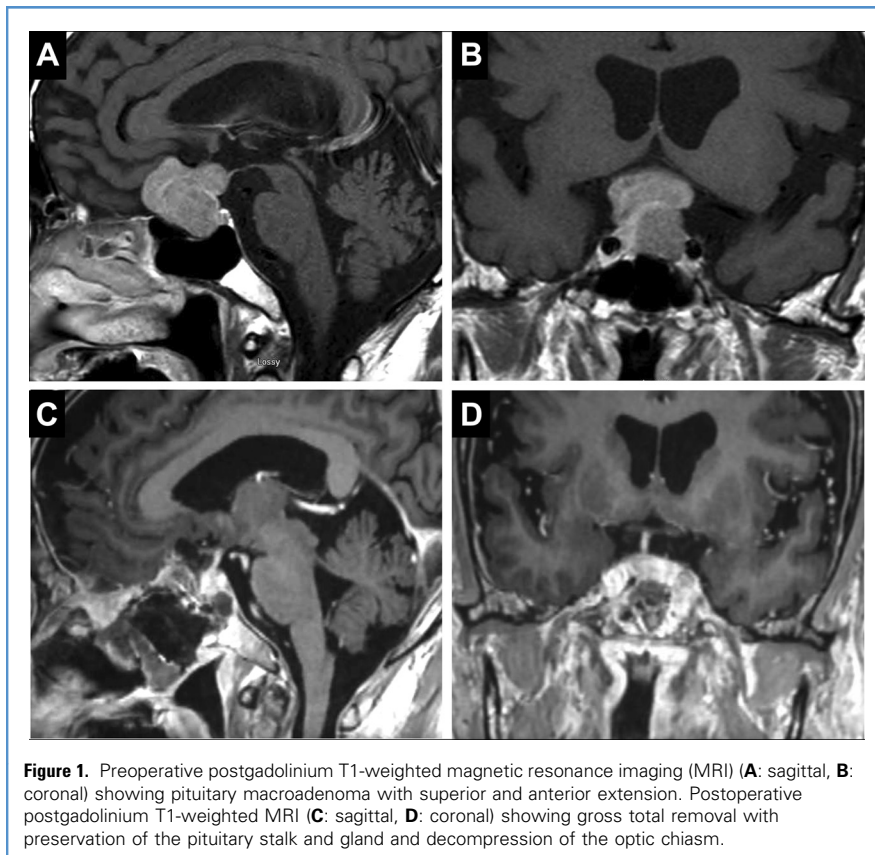 A
B
Lossy
C
D
Figure 1. Preoperative postgadolinium T1-weighted magnetic resonance imaging (MRI) (A: sagittal, B:
coronal) showing pituitary macroadenoma with superior and anterior extension. Postoperative
postgadolinium T1-weighted MRI (C: sagittal, D: coronal) showing gross total removal with
preservation of the pituitary stalk and gland and decompression of the optic chiasm.